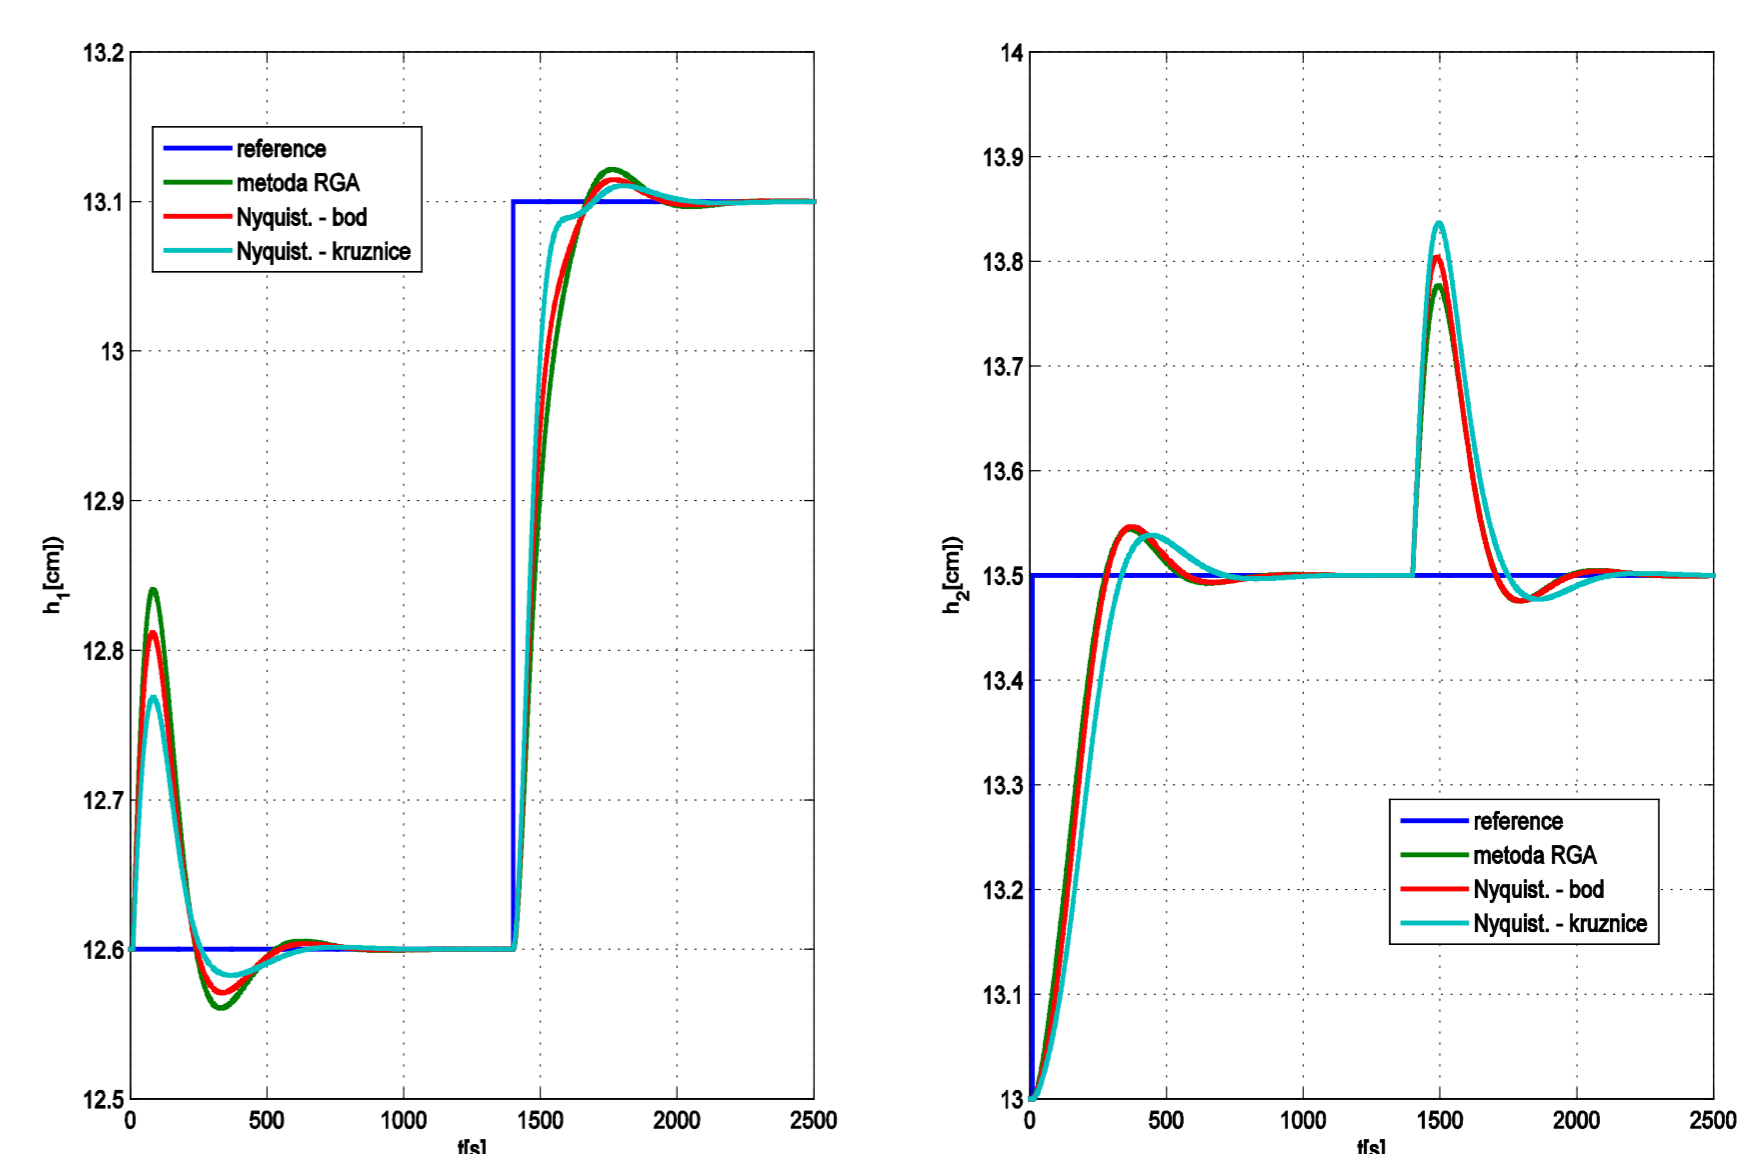 13.2
13.1
13
12.9
12.8
12.7
12.6
12.5
h1[cm])
reference
metoda RGA
Nyquist. - bod
Nyquist. - kruznice
0 500 1000 1500 2000 2500
t[s]
14
13.9
13.8
13.7
13.6
13.5
13.4
13.3
13.2
13.1
13
h2[cm])
reference
metoda RGA
Nyquist. - bod
Nyquist. - kruznice
0 500 1000 1500 2000 2500
t[s]